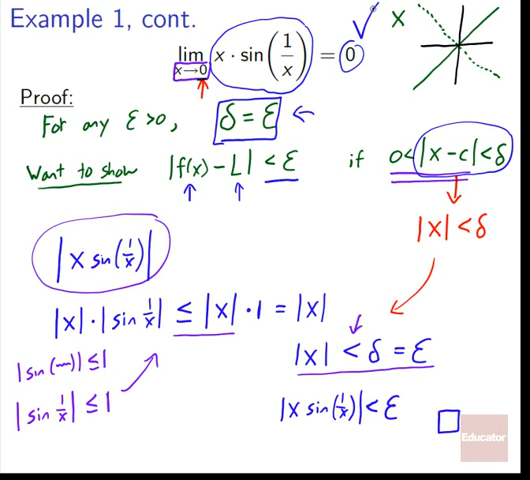 Example 1, cont.
lim x→0 x · sin(1/x) = 0 ✓ x
Proof:
For any ε>0, δ = ε ←
Want to show |f(x) − L| < ε if 0<|x−c|<δ
|x|<δ
|x sin(1/x)|
|x|·|sin 1/x| ≤ |x|·1 = |x|
|sin(~~)| ≤ 1
|x| < δ = ε
|sin 1/x| ≤ 1
|x sin(1/x)| < ε □
Educator